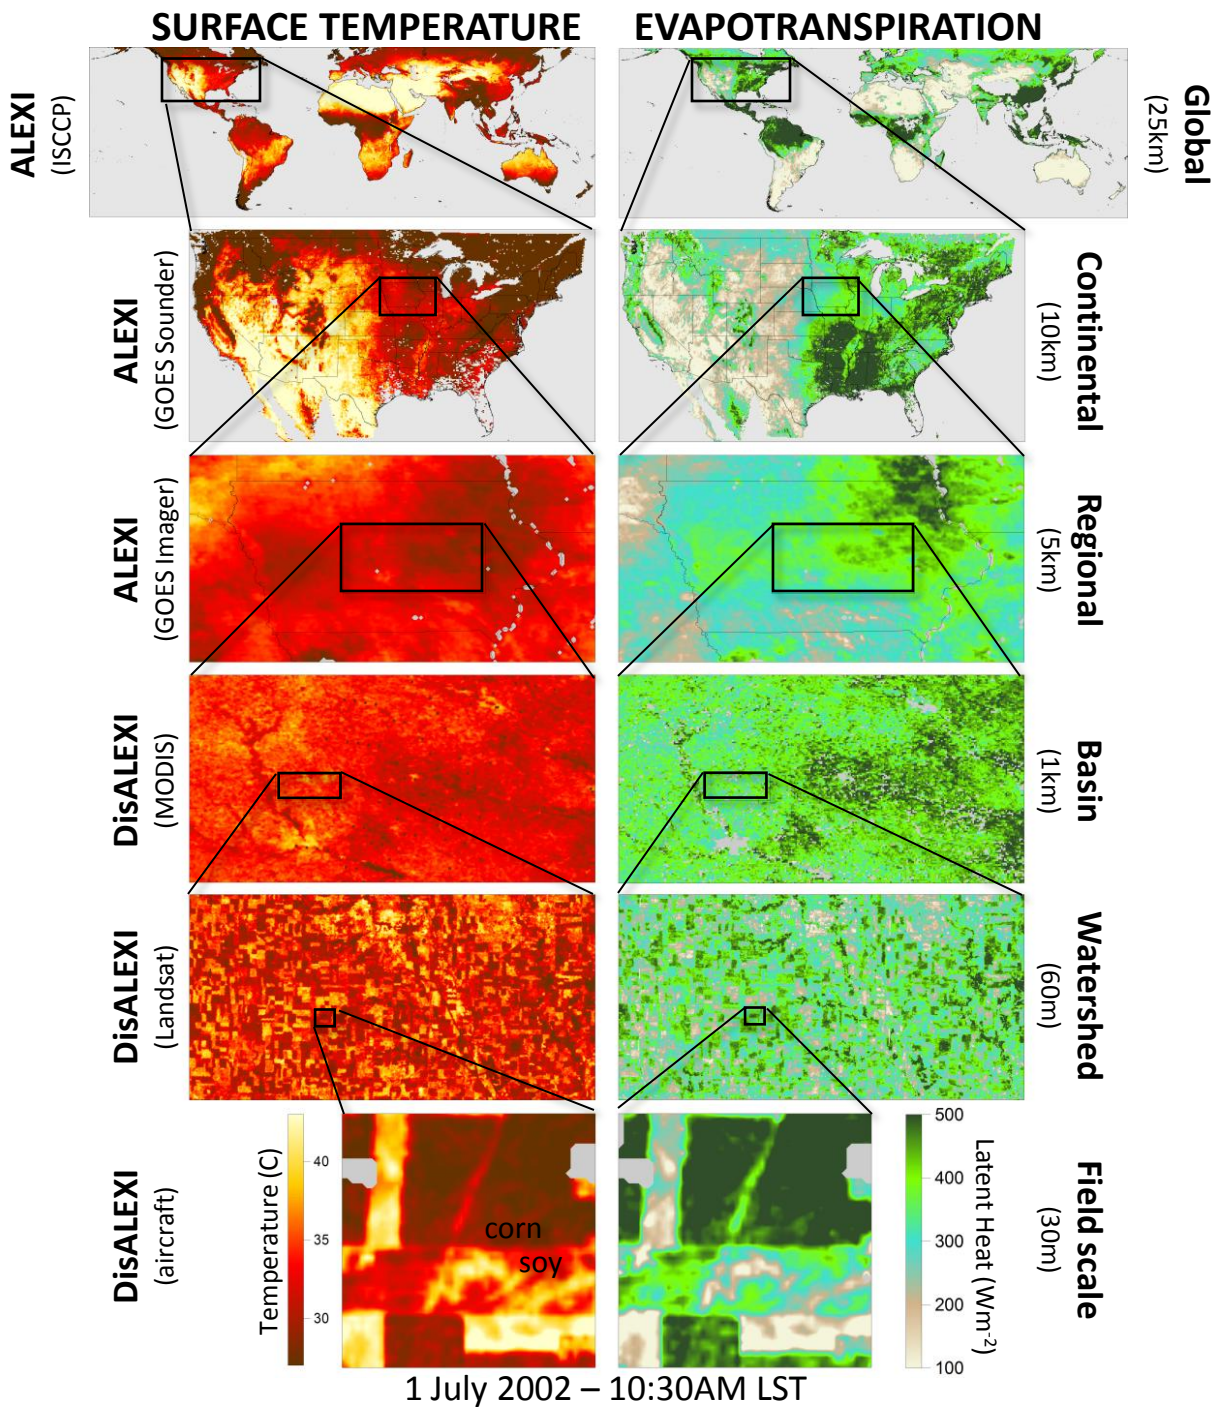 SURFACE TEMPERATURE
EVAPOTRANSPIRATION
ALEXI
(ISCCP)
Global
(25km)
ALEXI
(GOES Sounder)
Continental
(10km)
ALEXI
(GOES Imager)
Regional
(5km)
DisALEXI
(MODIS)
Basin
(1km)
DisALEXI
(Landsat)
Watershed
(60m)
DisALEXI
(aircraft)
Temperature (C)
40
35
30
corn
soy
500
400
300
200
100
Latent Heat (Wm⁻²)
Field scale
(30m)
1 July 2002 – 10:30AM LST